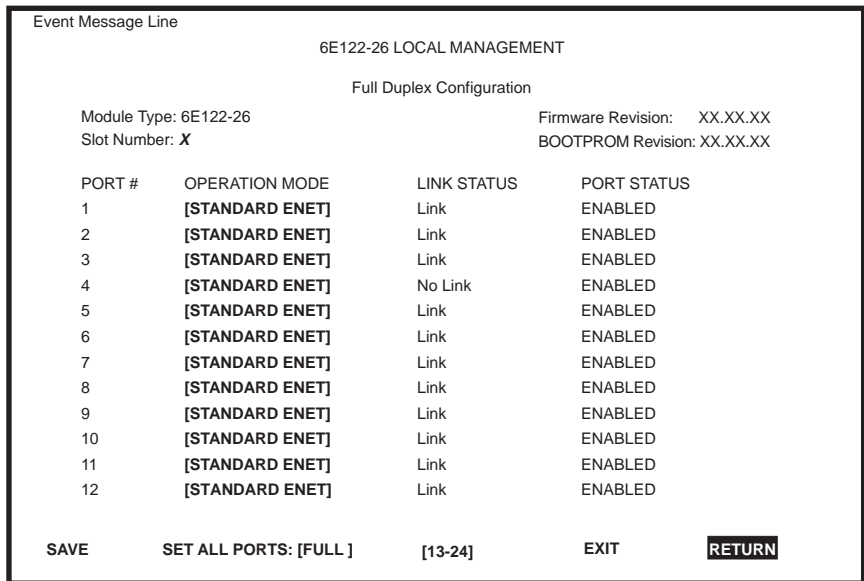 Event Message Line
6E122-26 LOCAL MANAGEMENT
Full Duplex Configuration
Module Type: 6E122-26 Firmware Revision: XX.XX.XX
Slot Number: X BOOTPROM Revision: XX.XX.XX
PORT # OPERATION MODE LINK STATUS PORT STATUS
1 [STANDARD ENET] Link ENABLED
2 [STANDARD ENET] Link ENABLED
3 [STANDARD ENET] Link ENABLED
4 [STANDARD ENET] No Link ENABLED
5 [STANDARD ENET] Link ENABLED
6 [STANDARD ENET] Link ENABLED
7 [STANDARD ENET] Link ENABLED
8 [STANDARD ENET] Link ENABLED
9 [STANDARD ENET] Link ENABLED
10 [STANDARD ENET] Link ENABLED
11 [STANDARD ENET] Link ENABLED
12 [STANDARD ENET] Link ENABLED
SAVE SET ALL PORTS: [FULL ] [13-24] EXIT RETURN